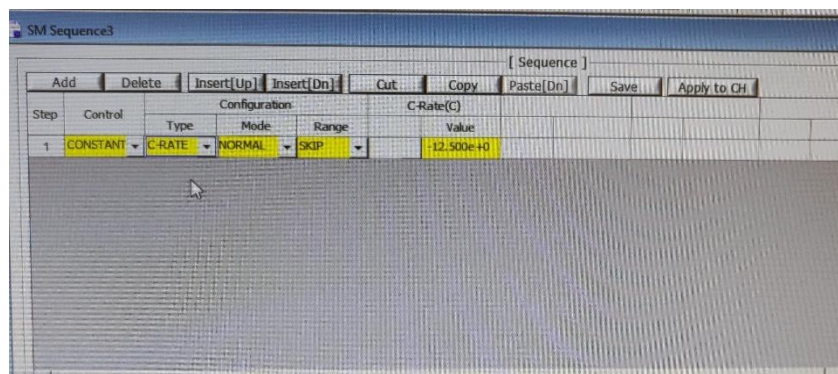 SM Sequence3
[ Sequence ]
Add Delete Insert[Up] Insert[Dn] Cut Copy Paste[Dn] Save Apply to CH
Step Control Configuration C-Rate(C)
Type Mode Range Value
1 CONSTANT C-RATE NORMAL SKIP -12.500e+0